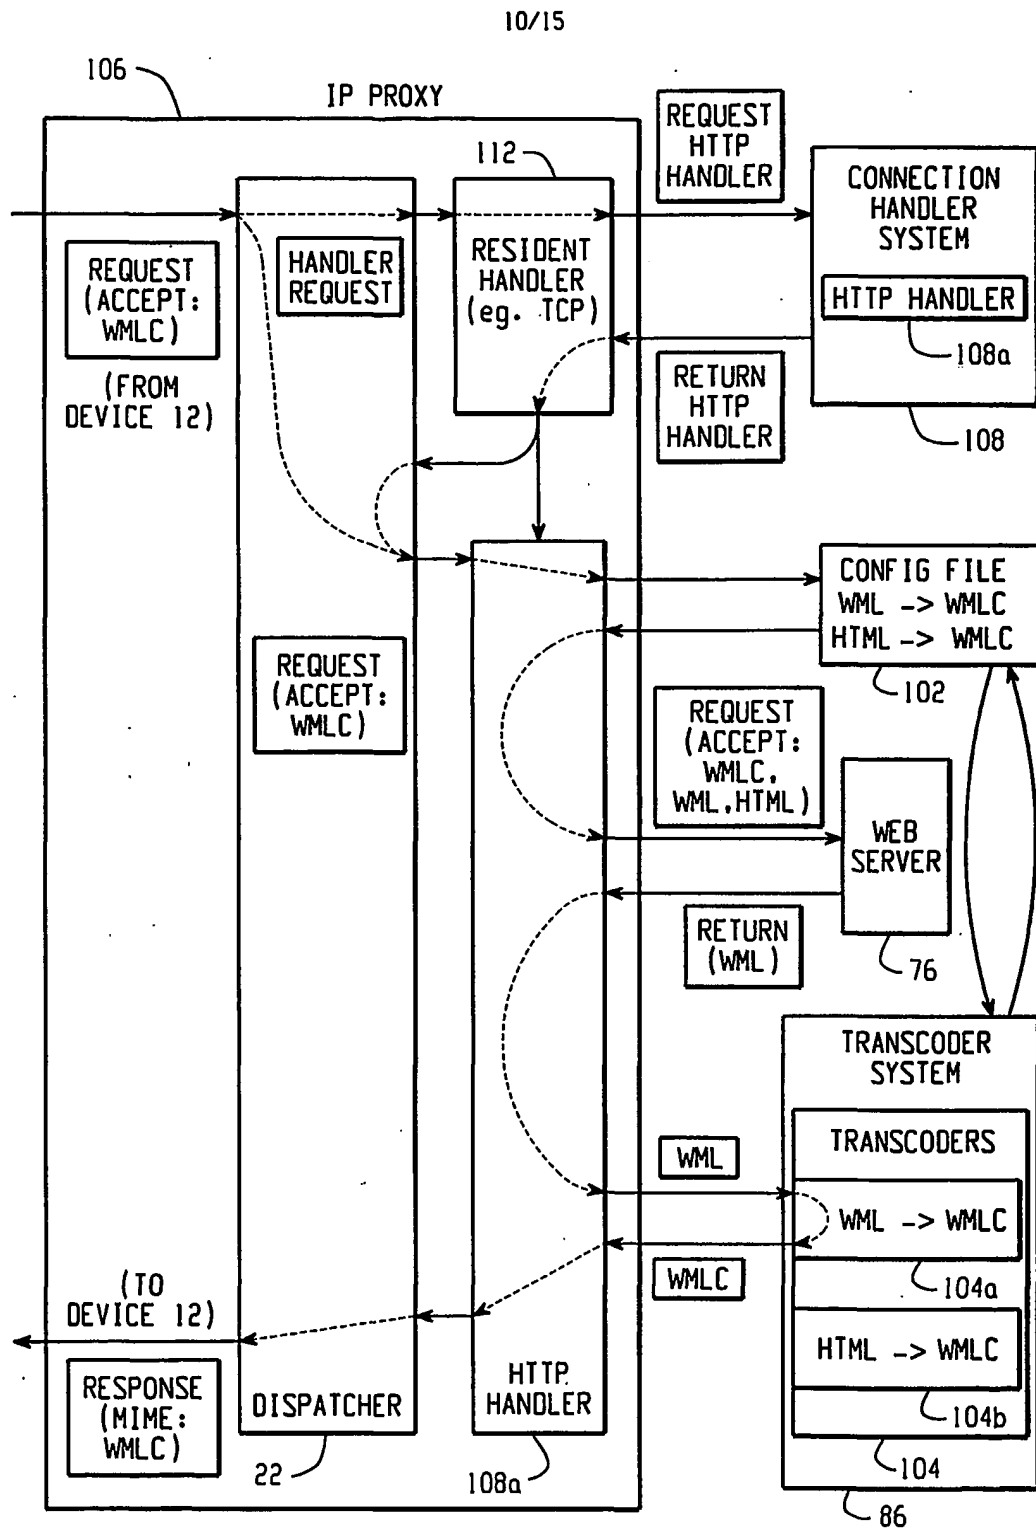 10/15
106
IP PROXY
112
REQUEST
HTTP
HANDLER
CONNECTION
HANDLER
SYSTEM
HTTP HANDLER
108a
108
REQUEST
(ACCEPT:
WMLC)
(FROM
DEVICE 12)
HANDLER
REQUEST
RESIDENT
HANDLER
(eg. TCP)
RETURN
HTTP
HANDLER
CONFIG FILE
WML -> WMLC
HTML -> WMLC
102
REQUEST
(ACCEPT:
WMLC)
REQUEST
(ACCEPT:
WMLC,
WML,HTML)
WEB
SERVER
76
RETURN
(WML)
TRANSCODER
SYSTEM
TRANSCODERS
WML
WML -> WMLC
104a
WMLC
HTML -> WMLC
104b
104
86
(TO
DEVICE 12)
RESPONSE
(MIME:
WMLC)
DISPATCHER
22
HTTP
HANDLER
108a